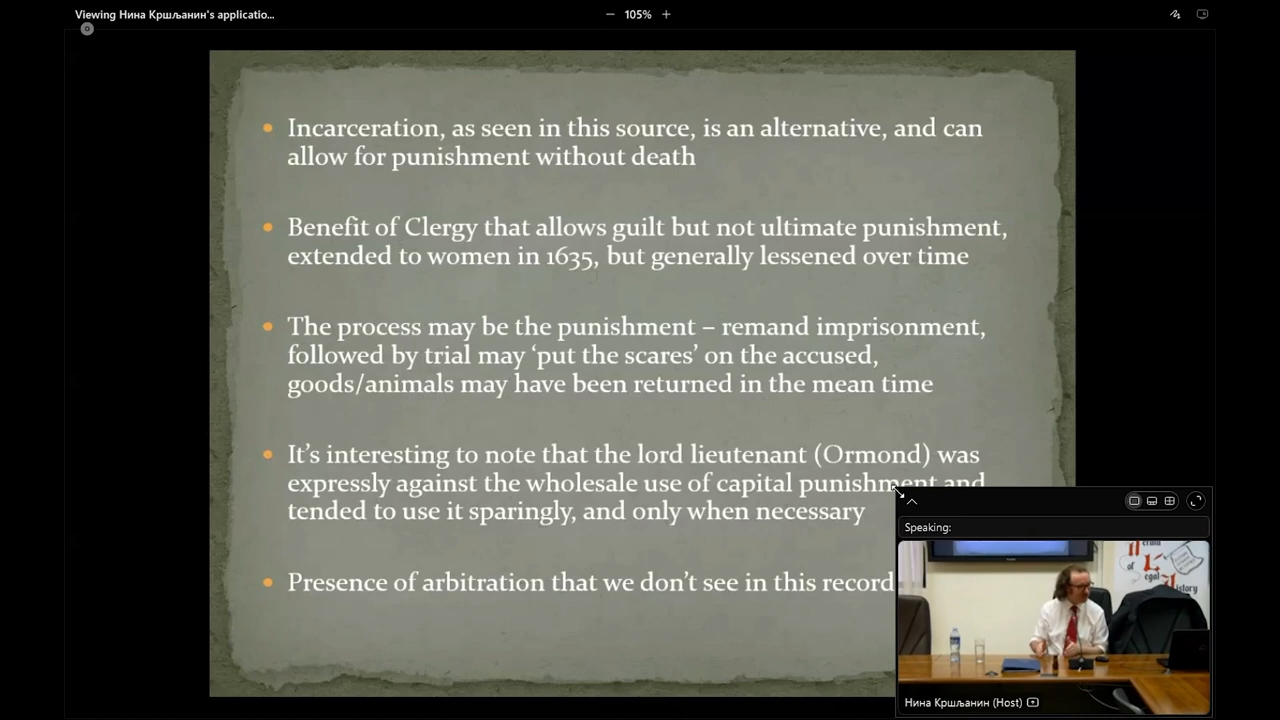 Viewing Нина Кршљанин's applicatio...
105%
• Incarceration, as seen in this source, is an alternative, and can
allow for punishment without death
• Benefit of Clergy that allows guilt but not ultimate punishment,
extended to women in 1635, but generally lessened over time
• The process may be the punishment – remand imprisonment,
followed by trial may ‘put the scares’ on the accused,
goods/animals may have been returned in the mean time
• It’s interesting to note that the lord lieutenant (Ormond) was
expressly against the wholesale use of capital punishment and
tended to use it sparingly, and only when necessary
• Presence of arbitration that we don’t see in this record
Speaking:
of
Legal
History
Нина Кршљанин (Host)